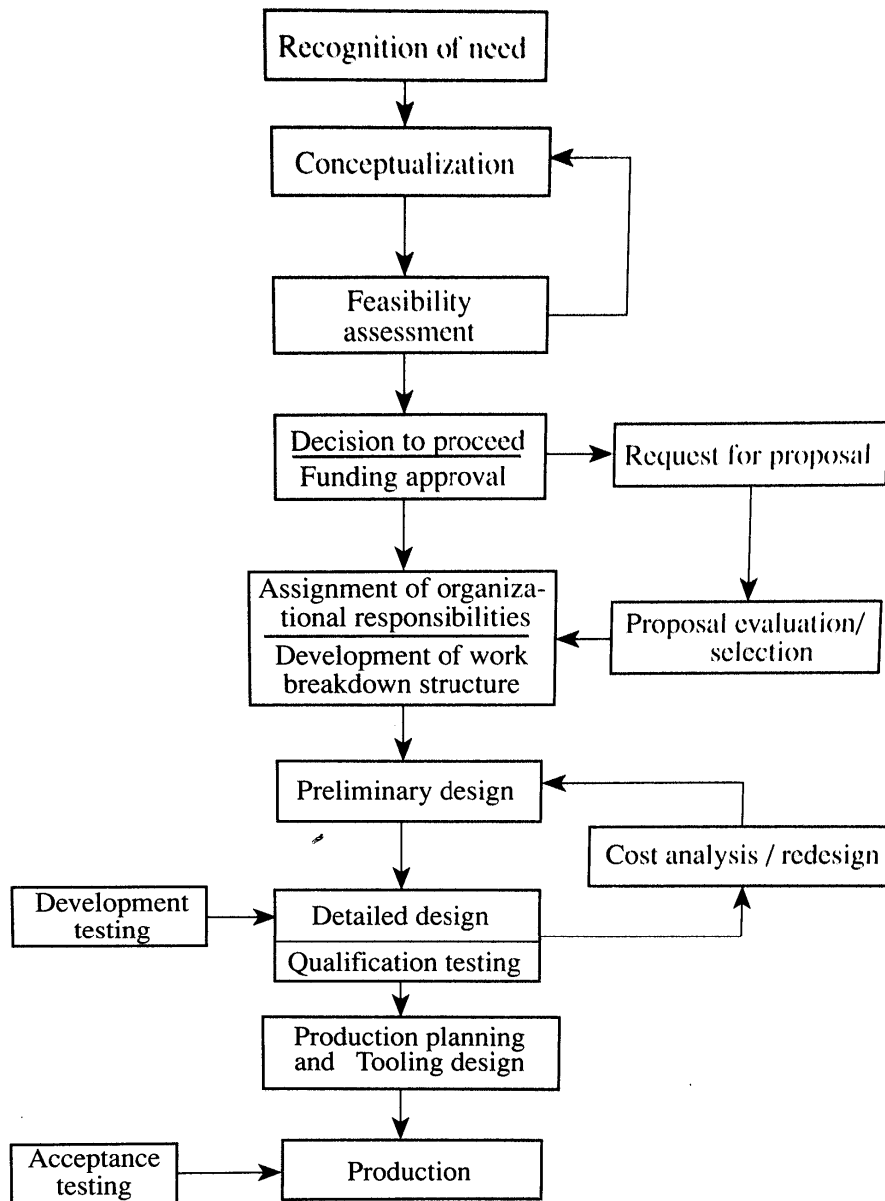 Recognition of need
Conceptualization
Feasibility
assessment
Decision to proceed
Funding approval
Request for proposal
Assignment of organiza-
tional responsibilities
Development of work
breakdown structure
Proposal evaluation/
selection
Preliminary design
Cost analysis / redesign
Development
testing
Detailed design
Qualification testing
Production planning
and Tooling design
Acceptance
testing
Production